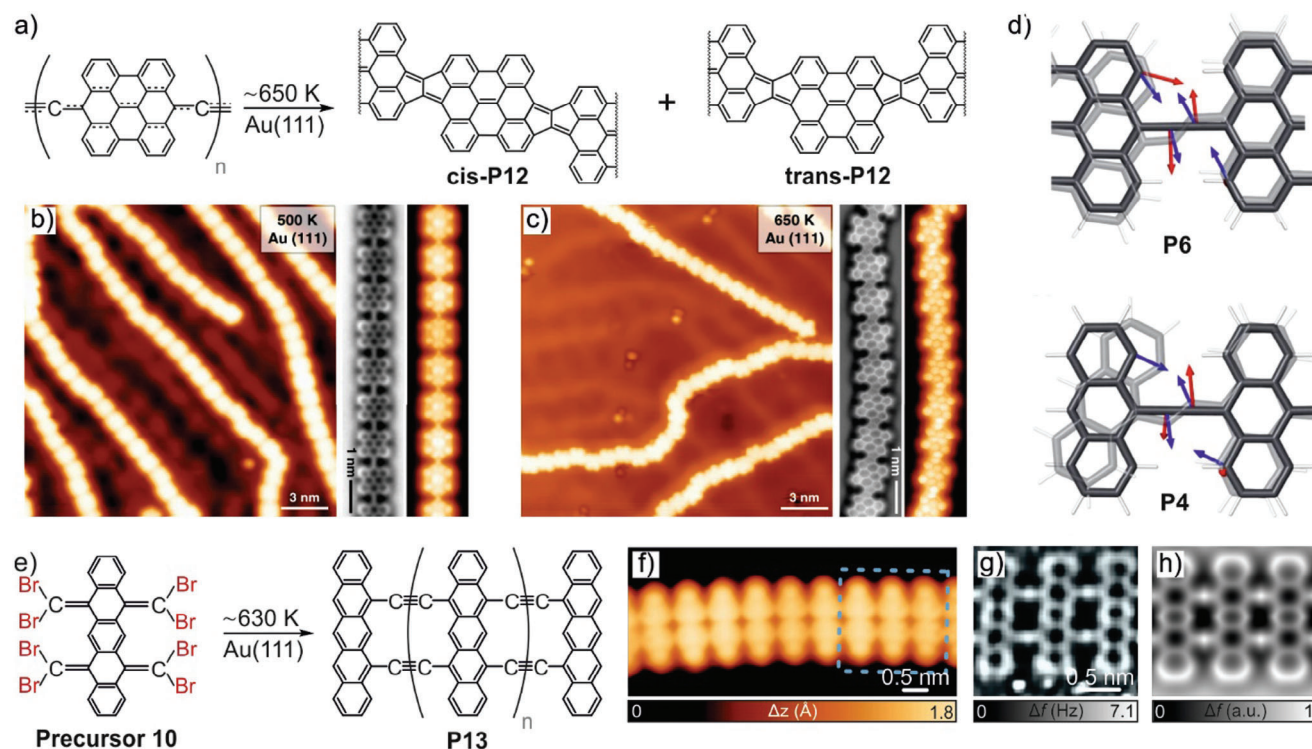 a)
C
C
n
~650 K
Au(111)
cis-P12
+
trans-P12
d)
P6
P4
b)
500 K
Au (111)
3 nm
1 nm
c)
650 K
Au (111)
3 nm
1 nm
e)
Br
Br
C
C
Br
Br
Br
Br
C
C
Br
Br
Precursor 10
~630 K
Au(111)
C
C
C
C
C
C
C
C
n
P13
f)
0.5 nm
0 Δz (Å) 1.8
g)
0.5 nm
0 Δf (Hz) 7.1
h)
0 Δf (a.u.) 1